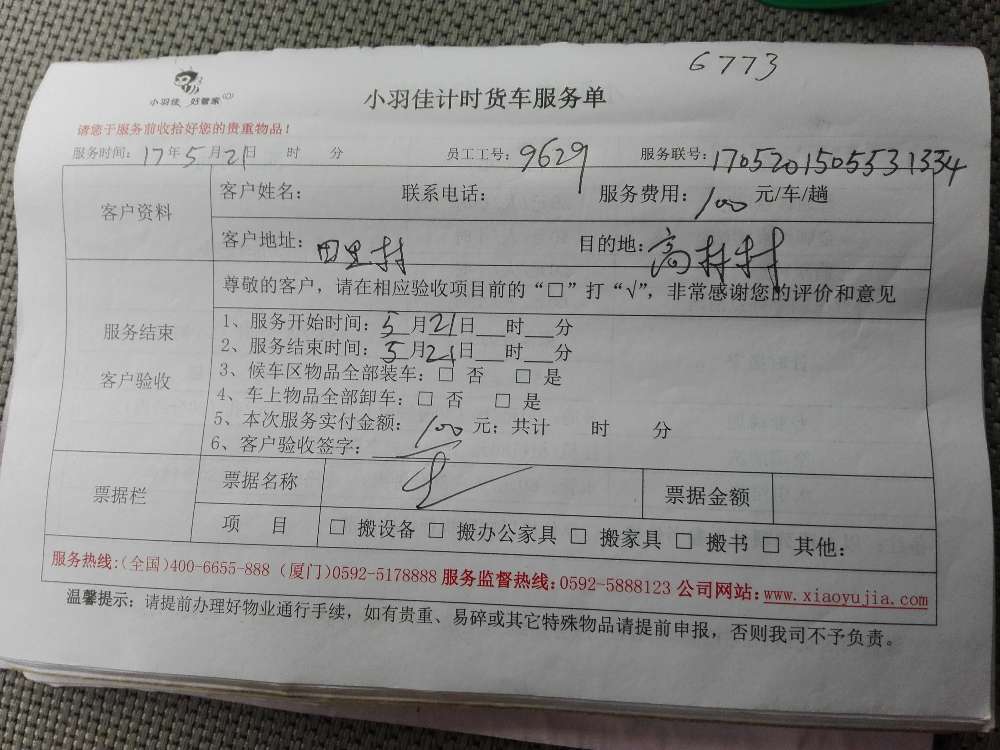 6773
小羽佳 好管家
小羽佳计时货车服务单
请您于服务前收拾好您的贵重物品！
服务时间：17年5月21日 时 分 员工工号：9629 服务联号：1705201505531334
客户资料
客户姓名： 联系电话： 服务费用：100元/车/趟
客户地址：田里村 目的地：高林村
服务结束
客户验收
尊敬的客户，请在相应验收项目前的“□”打“√”，非常感谢您的评价和意见
1、服务开始时间：5月21日__时__分
2、服务结束时间：5月21日__时__分
3、候车区物品全部装车：□ 否 □ 是
4、车上物品全部卸车：□ 否 □ 是
5、本次服务实付金额：100元；共计 时 分
6、客户验收签字：
票据栏
票据名称 票据金额
项 目 □ 搬设备 □ 搬办公家具 □ 搬家具 □ 搬书 □ 其他：
服务热线：(全国)400-6655-888 (厦门)0592-5178888 服务监督热线：0592-5888123 公司网站：www.xiaoyujia.com
温馨提示：请提前办理好物业通行手续，如有贵重、易碎或其它特殊物品请提前申报，否则我司不予负责。